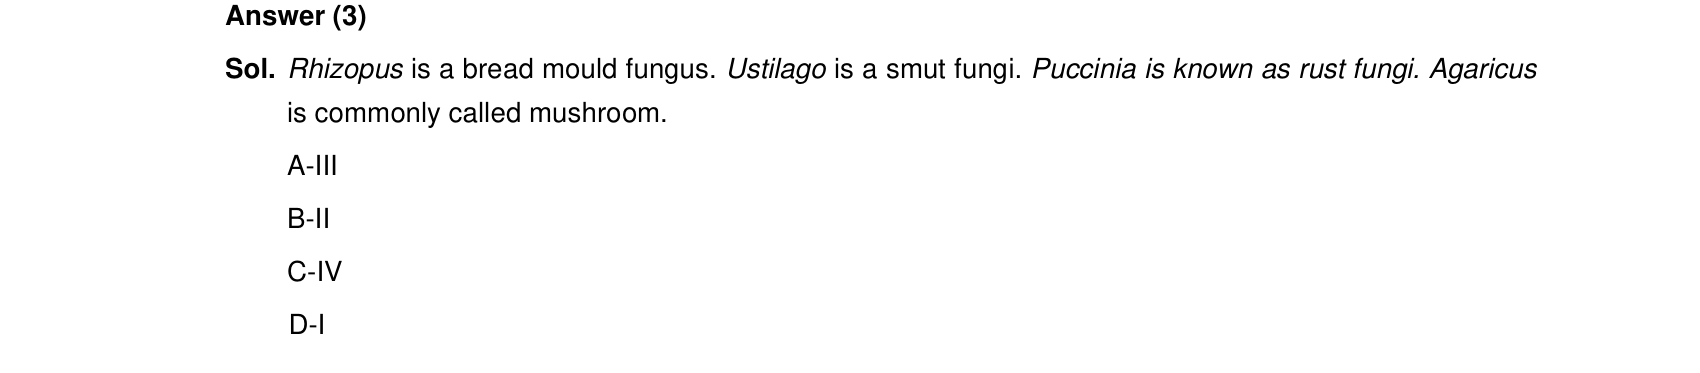 Answer (3)
Sol. Rhizopus is a bread mould fungus. Ustilago is a smut fungi. Puccinia is known as rust fungi. Agaricus
is commonly called mushroom.
A-III
B-II
C-IV
D-I